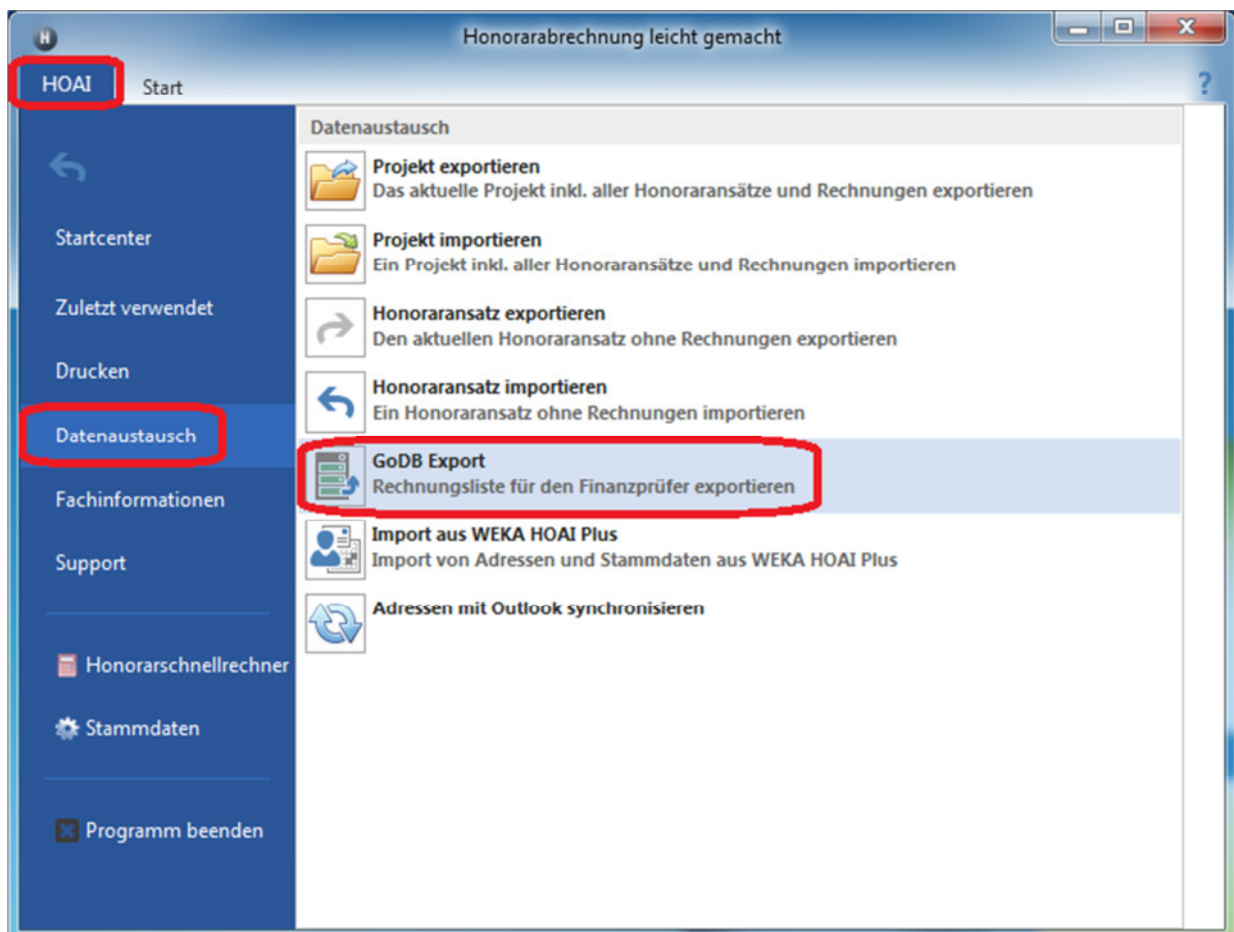 Honorarabrechnung leicht gemacht
HOAI
Start
?
Datenaustausch
Startcenter
Zuletzt verwendet
Drucken
Datenaustausch
Fachinformationen
Support
Honorarschnellrechner
Stammdaten
Programm beenden
Projekt exportieren
Das aktuelle Projekt inkl. aller Honoraransätze und Rechnungen exportieren
Projekt importieren
Ein Projekt inkl. aller Honoraransätze und Rechnungen importieren
Honoraransatz exportieren
Den aktuellen Honoraransatz ohne Rechnungen exportieren
Honoraransatz importieren
Ein Honoraransatz ohne Rechnungen importieren
GoDB Export
Rechnungsliste für den Finanzprüfer exportieren
Import aus WEKA HOAI Plus
Import von Adressen und Stammdaten aus WEKA HOAI Plus
Adressen mit Outlook synchronisieren